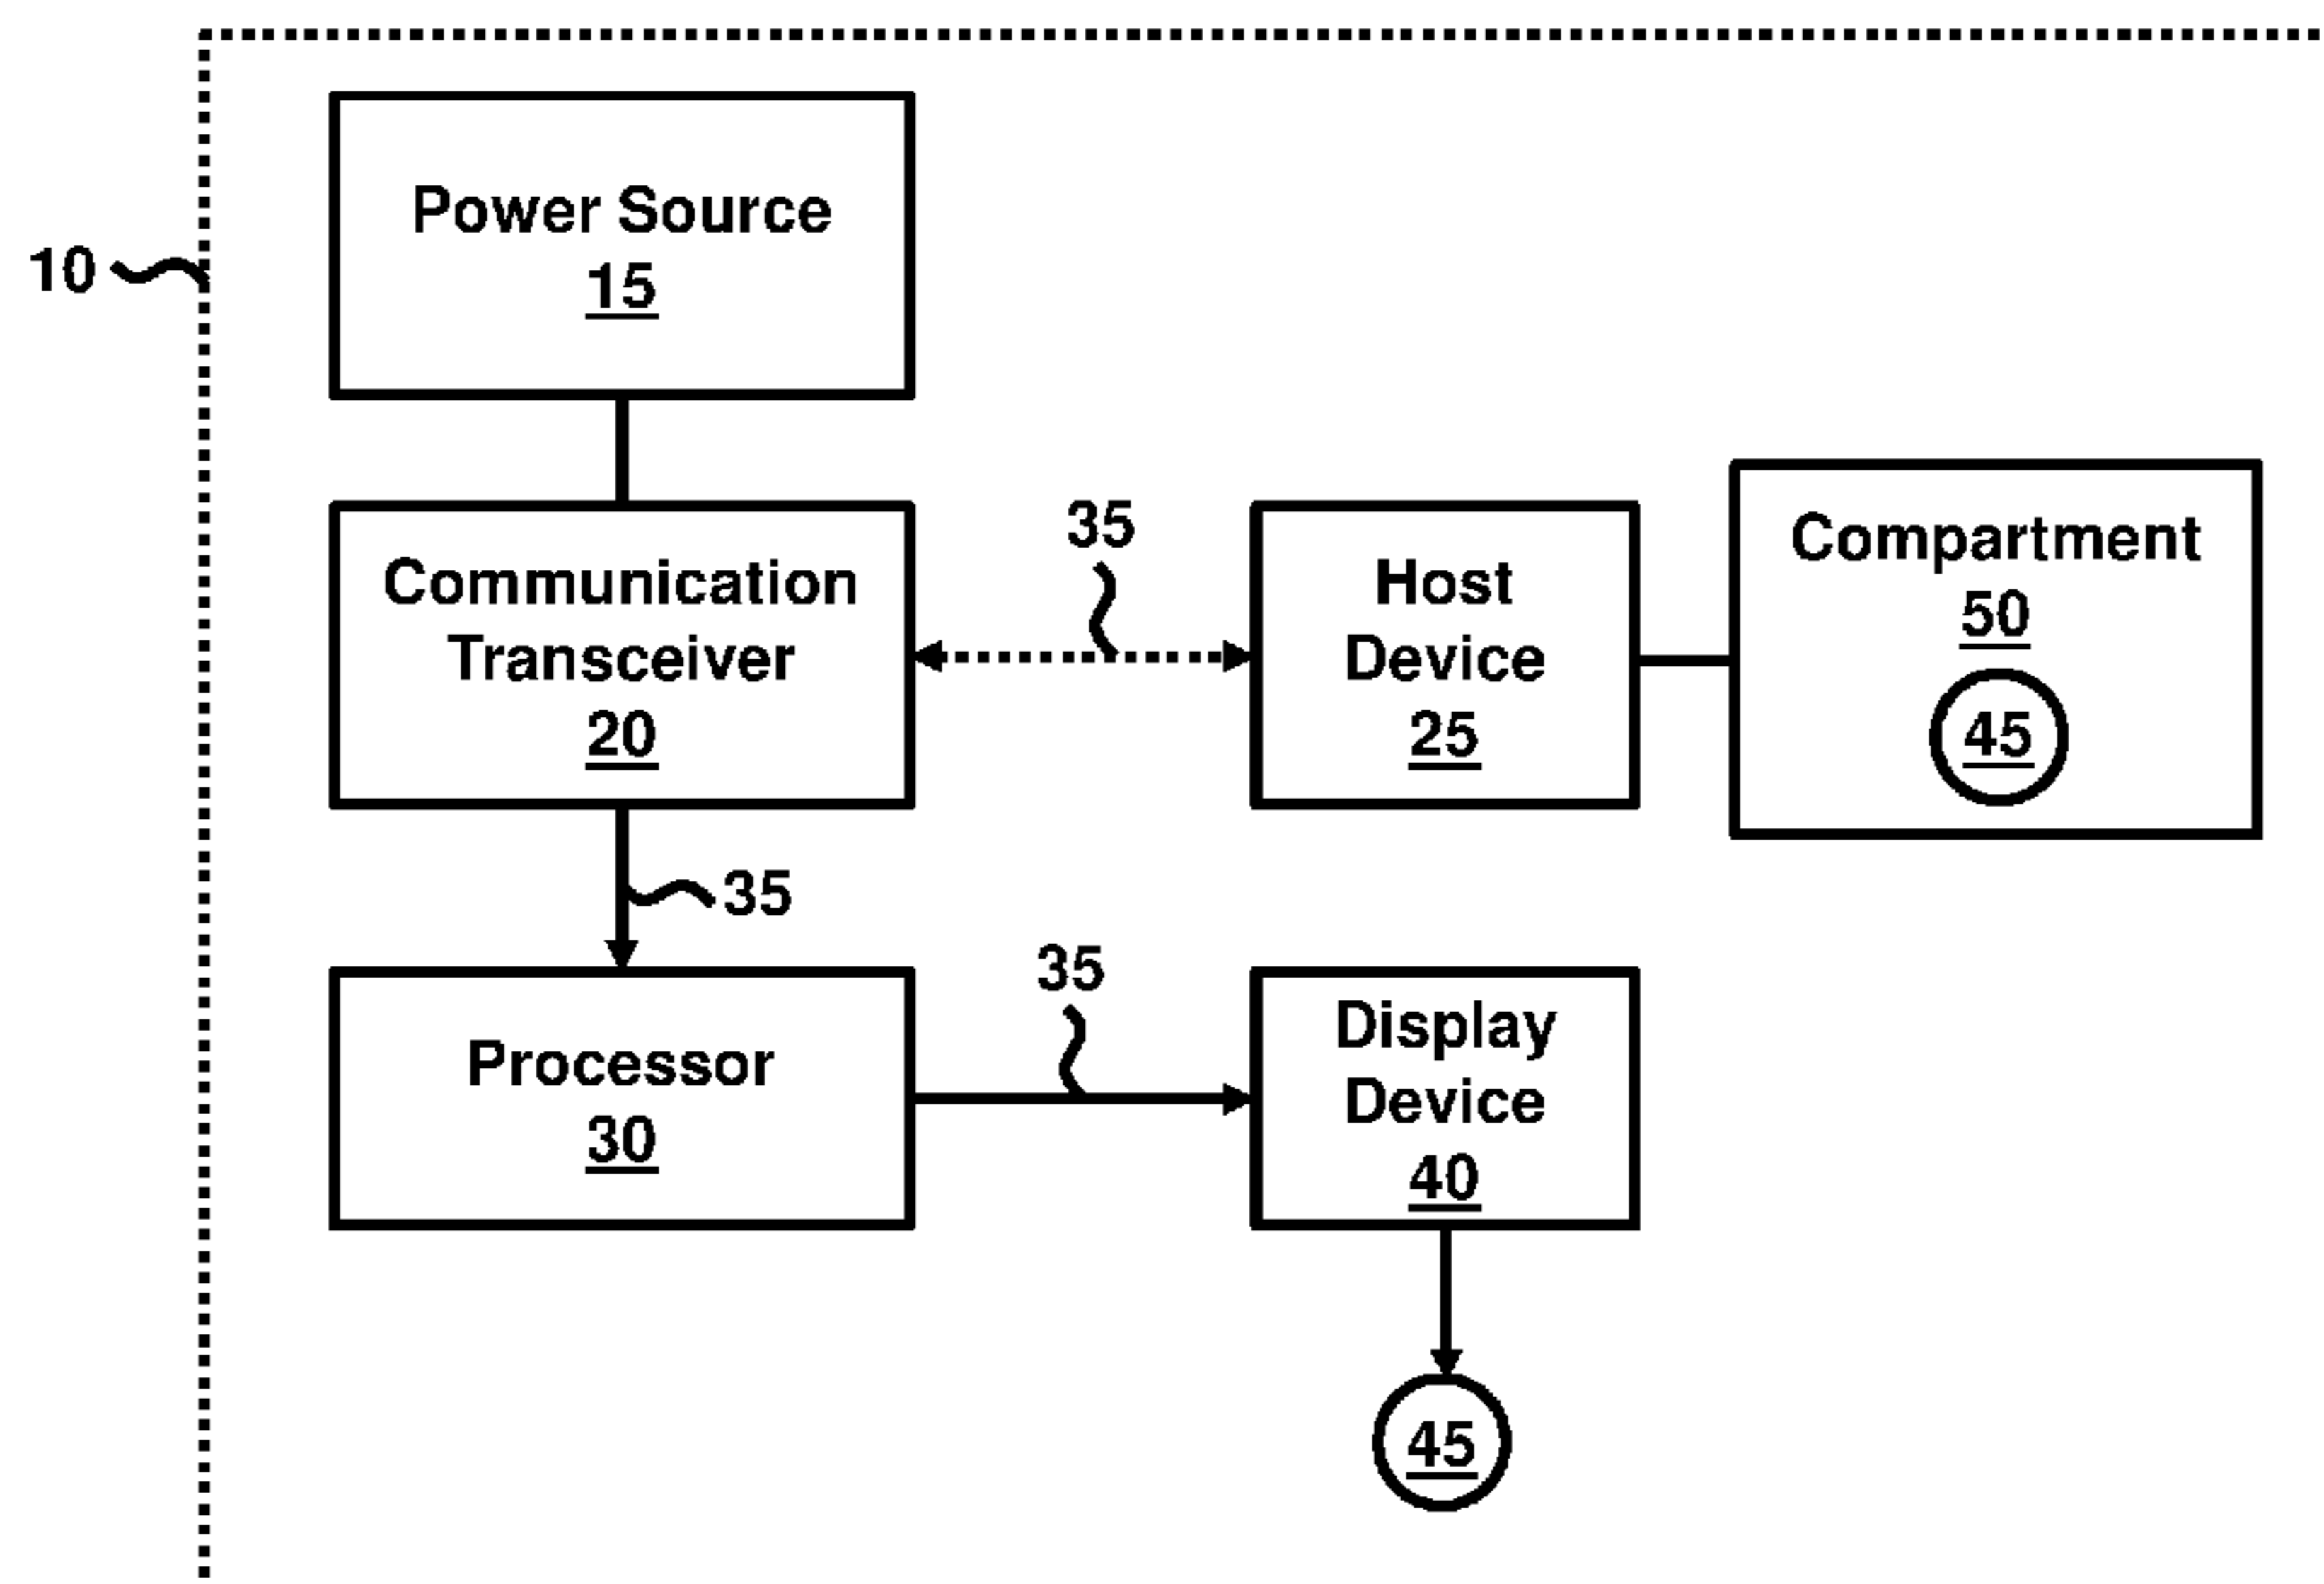 Power Source
15
10
Communication
Transceiver
20
35
Host
Device
25
Compartment
50
45
35
Processor
30
35
Display
Device
40
45